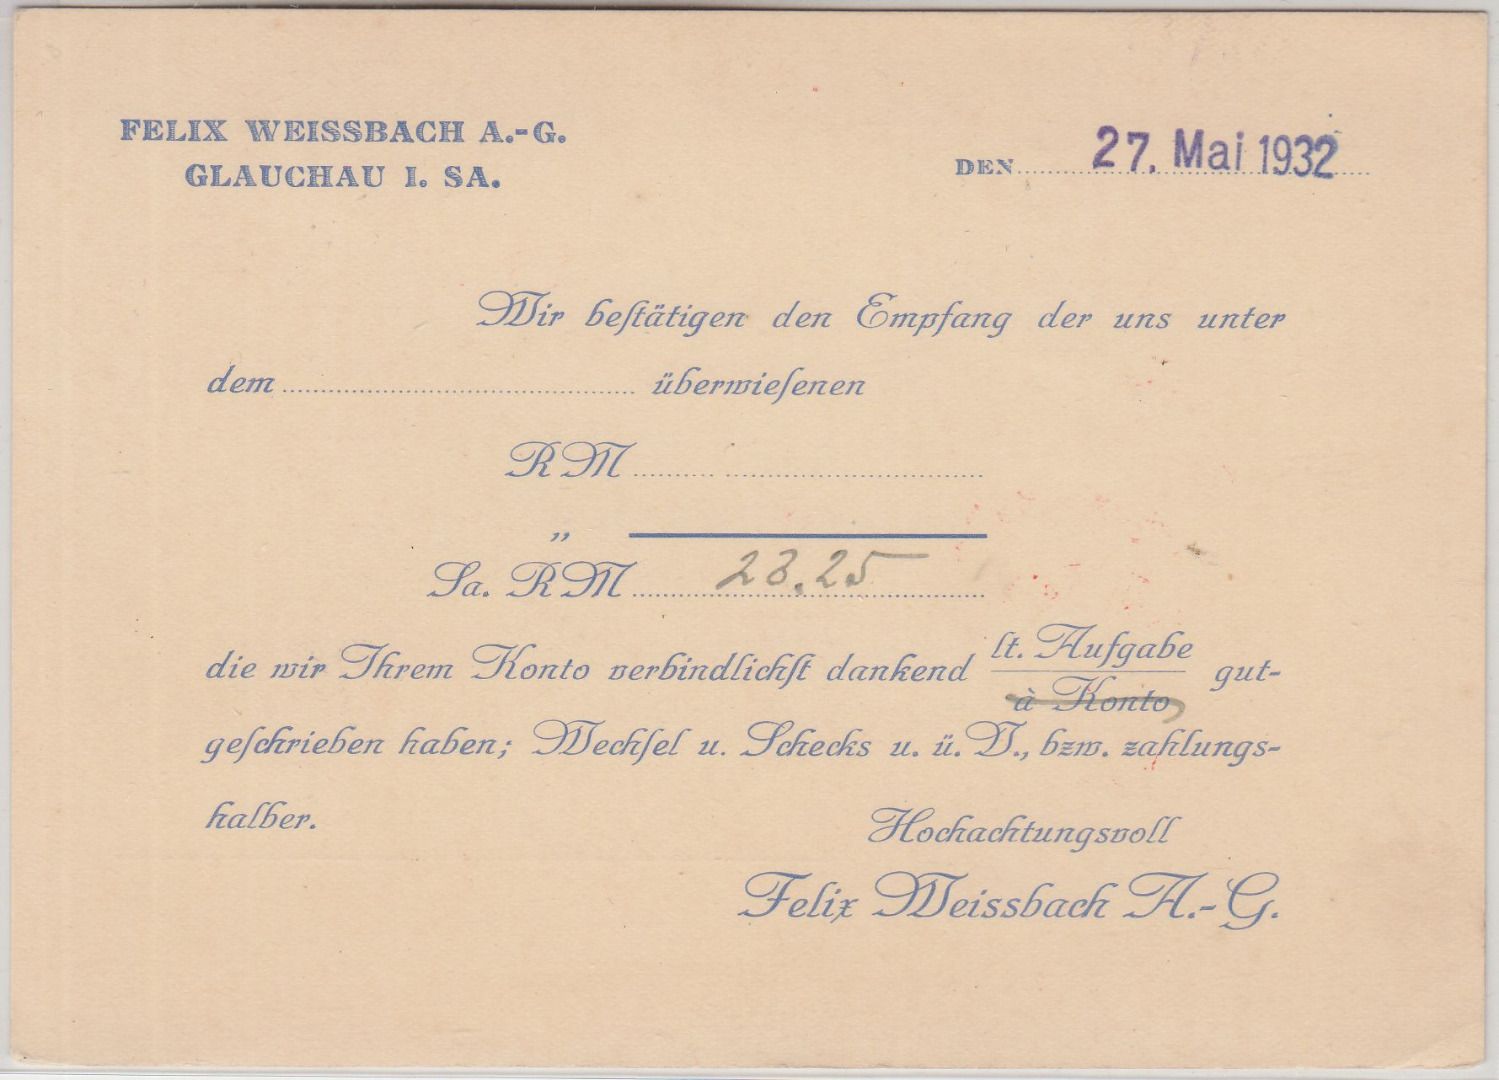 FELIX WEISSBACH A.-G.
GLAUCHAU I. SA.
DEN 27. Mai 1932
Wir beſtätigen den Empfang der uns unter
dem überwieſenen
RM
„
Sa. RM 23.25
die wir Ihrem Konto verbindlichſt dankend lt. Aufgabe gut-
à Konto
geſchrieben haben; Wechſel u. Schecks u. ü. V., bzw. zahlungs-
halber.
Hochachtungsvoll
Felix Weissbach A.-G.